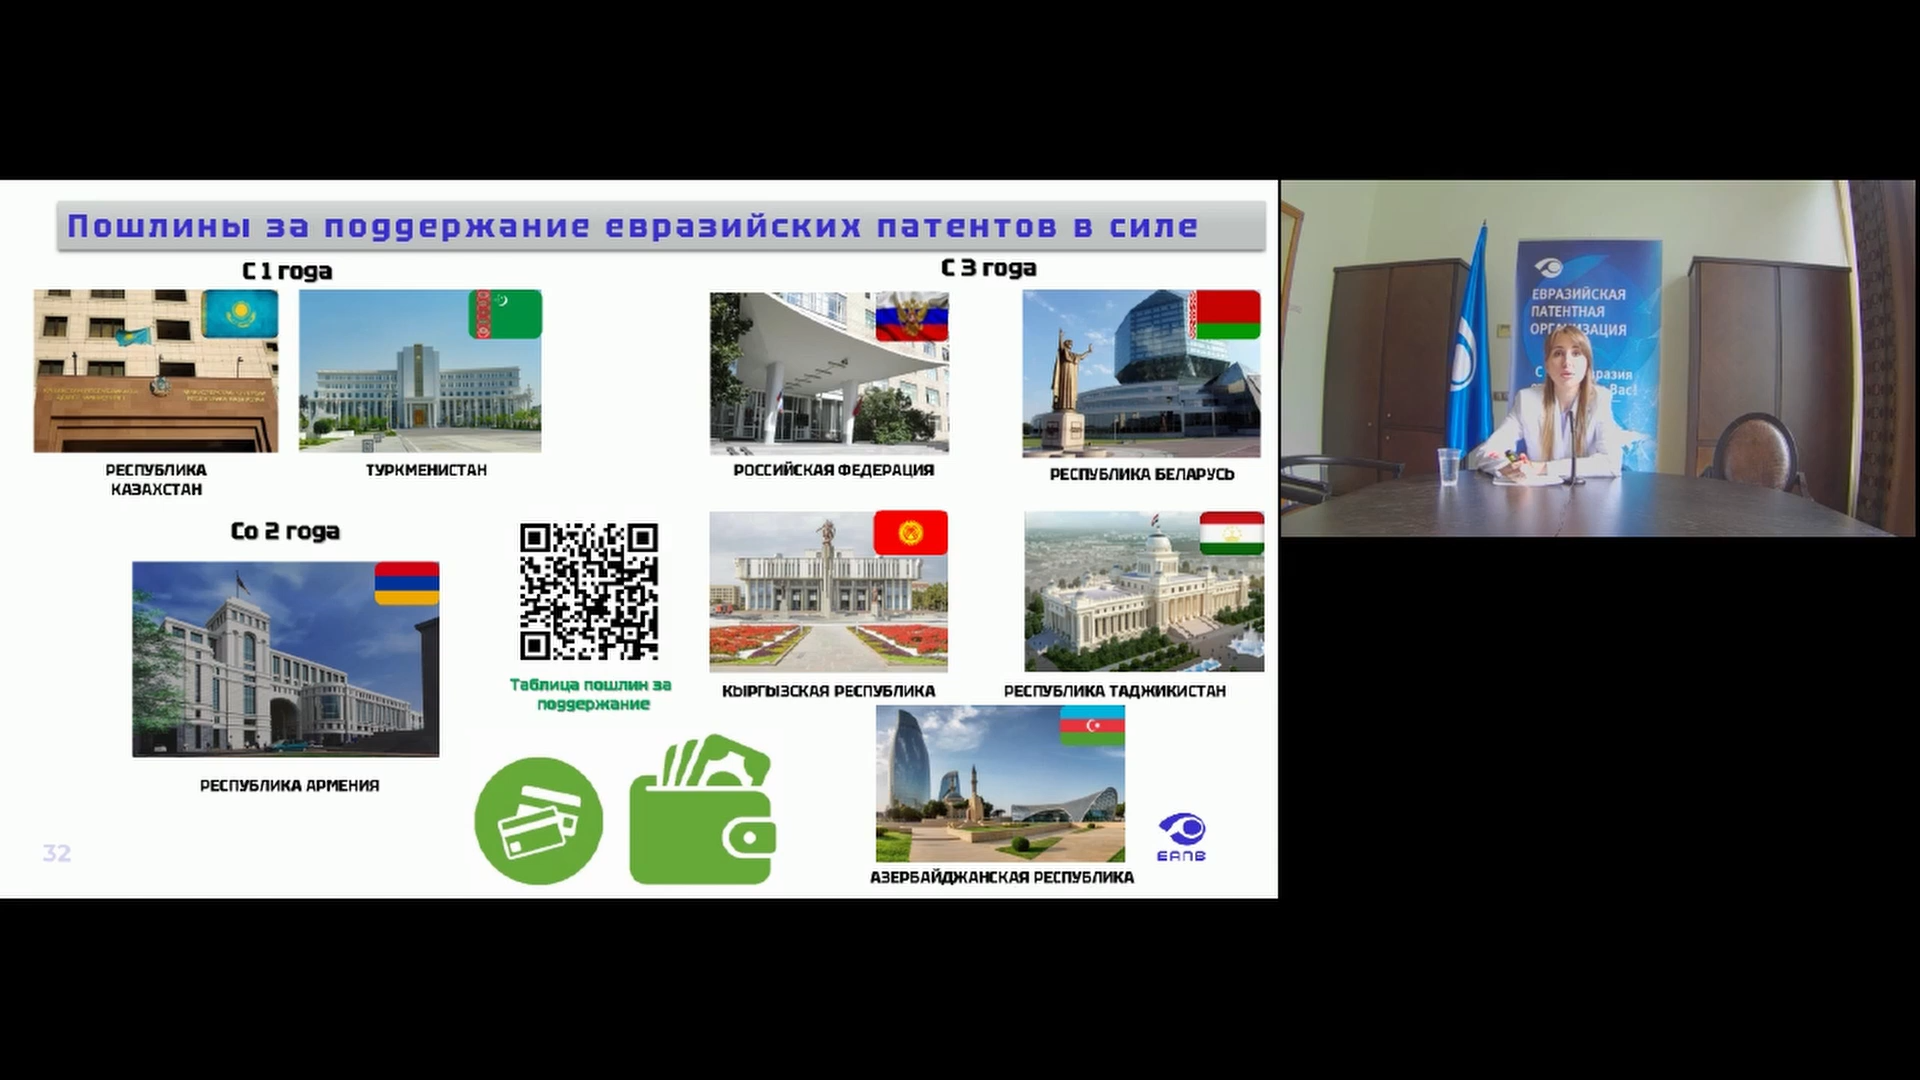 Пошлины за поддержание евразийских патентов в силе
С 1 года
С 3 года
РЕСПУБЛИКА
КАЗАХСТАН
ТУРКМЕНИСТАН
РОССИЙСКАЯ ФЕДЕРАЦИЯ
РЕСПУБЛИКА БЕЛАРУСЬ
Со 2 года
Таблица пошлин за
поддержание
КЫРГЫЗСКАЯ РЕСПУБЛИКА
РЕСПУБЛИКА ТАДЖИКИСТАН
РЕСПУБЛИКА АРМЕНИЯ
АЗЕРБАЙДЖАНСКАЯ РЕСПУБЛИКА
ЕАПВ
32
ЕВРАЗИЙСКАЯ
ПАТЕНТНАЯ
ОРГАНИЗАЦИЯ